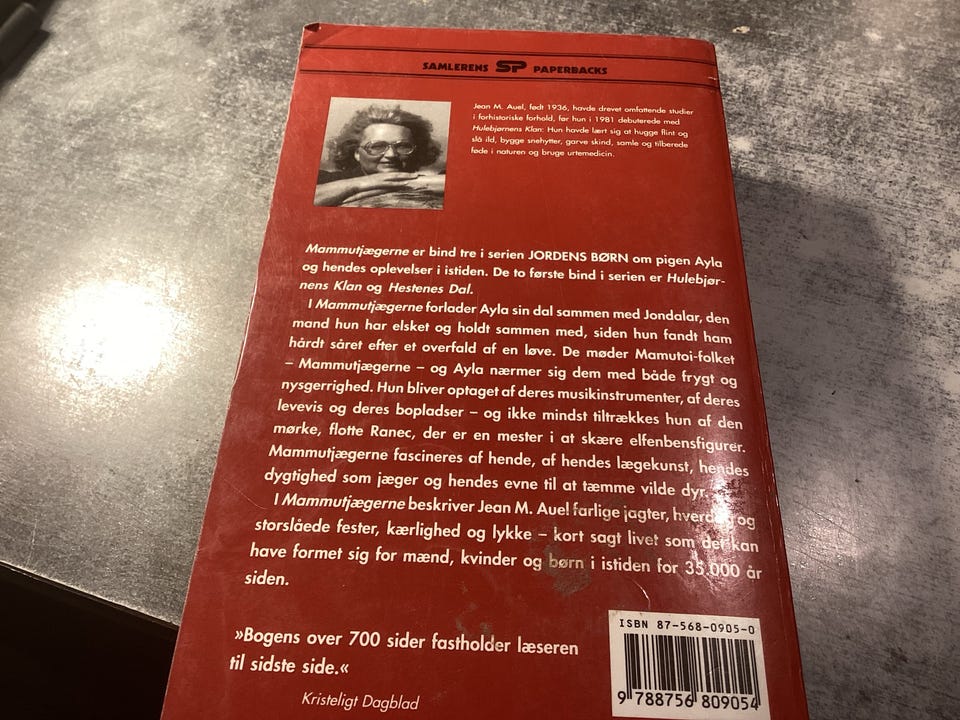 SAMLERENS SP PAPERBACKS
Jean M. Auel, født 1936, havde drevet omfattende studier
i forhistoriske forhold, før hun i 1981 debuterede med
Hulebjørnens Klan: Hun havde lært sig at hugge flint og
slå ild, bygge snehytter, garve skind, samle og tilberede
føde i naturen og bruge urtemedicin.
Mammutjægerne er bind tre i serien JORDENS BØRN om pigen Ayla
og hendes oplevelser i istiden. De to første bind i serien er Hulebjør-
nens Klan og Hestenes Dal.
I Mammutjægerne forlader Ayla sin dal sammen med Jondalar, den
mand hun har elsket og holdt sammen med, siden hun fandt ham
hårdt såret efter et overfald af en løve. De møder Mamutoi-folket
– Mammutjægerne – og Ayla nærmer sig dem med både frygt og
nysgerrighed. Hun bliver optaget af deres musikinstrumenter, af deres
levevis og deres bopladser – og ikke mindst tiltrækkes hun af den
mørke, flotte Ranec, der er en mester i at skære elfenbensfigurer.
Mammutjægerne fascineres af hende, af hendes lægekunst, hendes
dygtighed som jæger og hendes evne til at tæmme vilde dyr.
I Mammutjægerne beskriver Jean M. Auel farlige jagter, hverdag og
storslåede fester, kærlighed og lykke – kort sagt livet som det kan
have formet sig for mænd, kvinder og børn i istiden for 35.000 år
siden.
»Bogens over 700 sider fastholder læseren
til sidste side.«
Kristeligt Dagblad
ISBN 87-568-0905-0
9 788756 809054